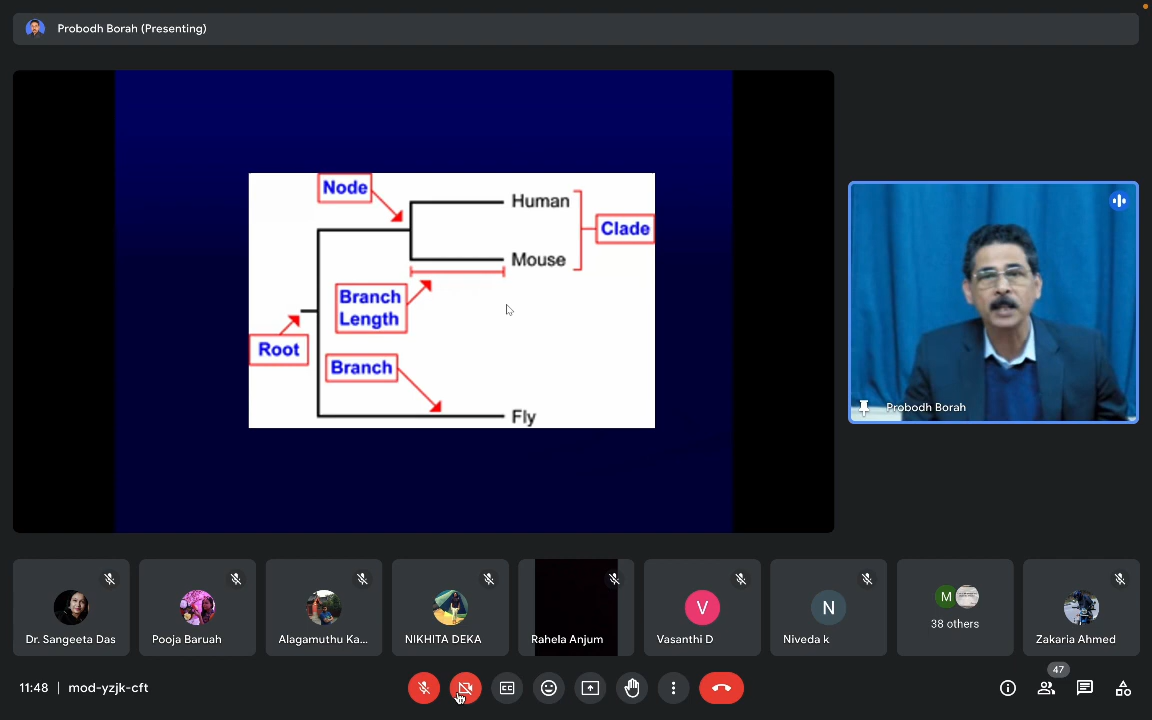 Probodh Borah (Presenting)
Node
Human
Clade
Mouse
Branch
Length
Root
Branch
Fly
Probodh Borah
Dr. Sangeeta Das
Pooja Baruah
Alagamuthu Ka...
NIKHITA DEKA
Rahela Anjum
V
Vasanthi D
N
Niveda k
M
38 others
Zakaria Ahmed
11:48 | mod-yzjk-cft
CC
47